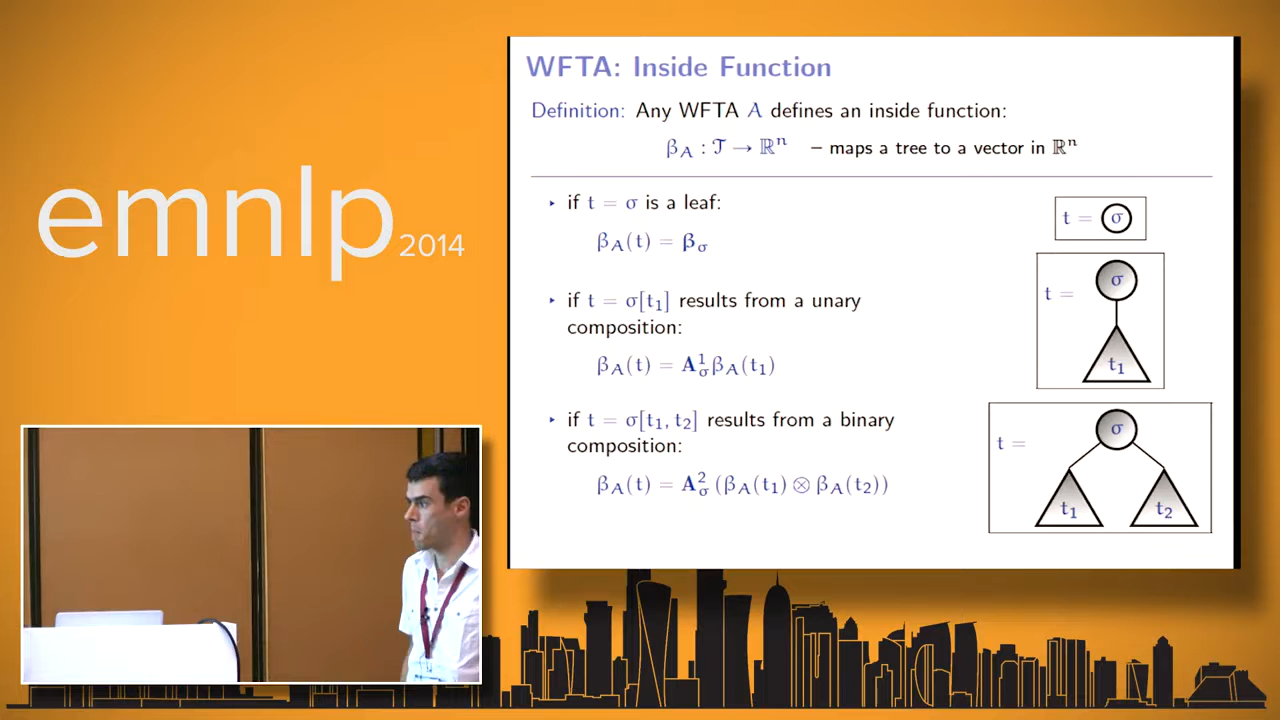 emnlp 2014
WFTA: Inside Function
Definition: Any WFTA A defines an inside function:
β_A : 𝒯 → ℝⁿ – maps a tree to a vector in ℝⁿ
‣ if t = σ is a leaf:
β_A(t) = β_σ
t = σ
‣ if t = σ[t₁] results from a unary
composition:
β_A(t) = A¹_σ β_A(t₁)
t = σ
t₁
‣ if t = σ[t₁, t₂] results from a binary
composition:
β_A(t) = A²_σ (β_A(t₁) ⊗ β_A(t₂))
t = σ
t₁ t₂